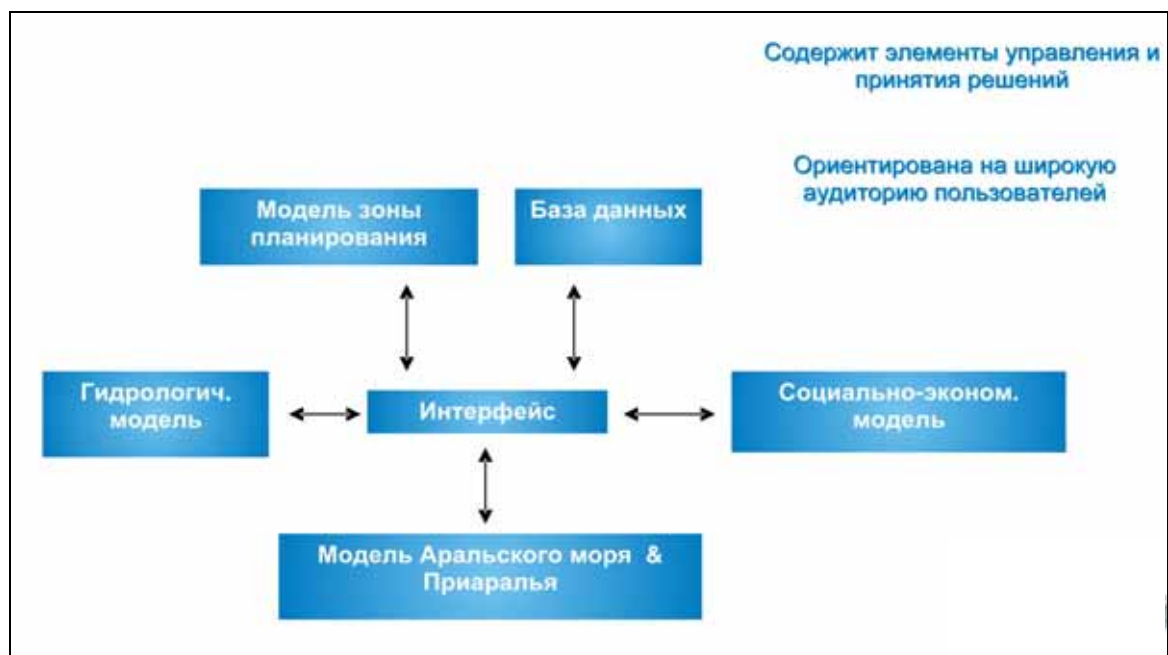 Содержит элементы управления и
принятия решений
Ориентирована на широкую
аудиторию пользователей
Модель зоны
планирования
База данных
Гидрологич.
модель
Интерфейс
Социально-эконом.
модель
Модель Аральского моря &
Приаралья